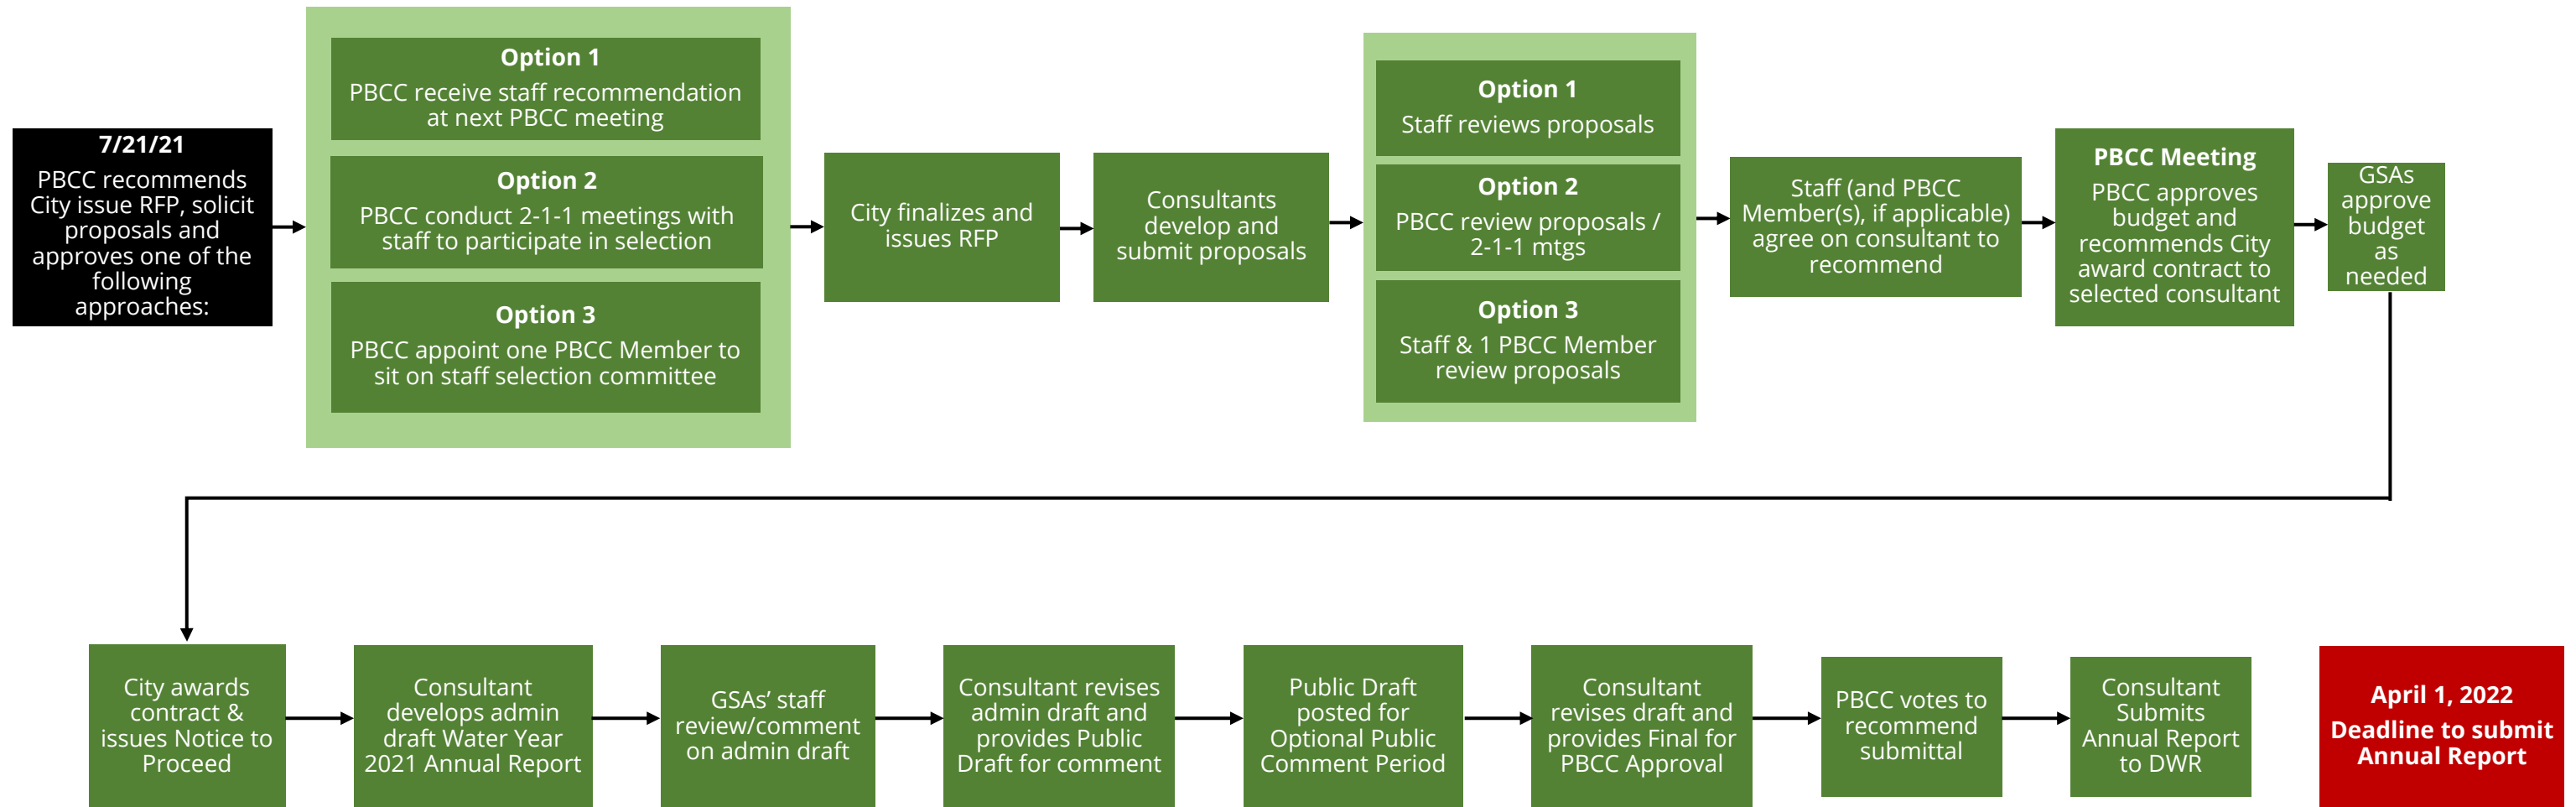 7/21/21
PBCC recommends
City issue RFP, solicit
proposals and
approves one of the
following
approaches:
Option 1
PBCC receive staff recommendation
at next PBCC meeting
Option 2
PBCC conduct 2-1-1 meetings with
staff to participate in selection
Option 3
PBCC appoint one PBCC Member to
sit on staff selection committee
City finalizes and
issues RFP
Consultants
develop and
submit proposals
Option 1
Staff reviews proposals
Option 2
PBCC review proposals /
2-1-1 mtgs
Option 3
Staff & 1 PBCC Member
review proposals
Staff (and PBCC
Member(s), if applicable)
agree on consultant to
recommend
PBCC Meeting
PBCC approves
budget and
recommends City
award contract to
selected consultant
GSAs
approve
budget
as
needed
City awards
contract &
issues Notice to
Proceed
Consultant
develops admin
draft Water Year
2021 Annual Report
GSAs’ staff
review/comment
on admin draft
Consultant revises
admin draft and
provides Public
Draft for comment
Public Draft
posted for
Optional Public
Comment Period
Consultant
revises draft and
provides Final for
PBCC Approval
PBCC votes to
recommend
submittal
Consultant
Submits
Annual Report
to DWR
April 1, 2022
Deadline to submit
Annual Report